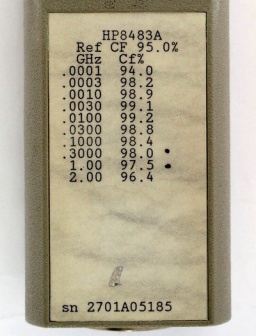 HP8483A
Ref CF 95.0%
GHz Cf%
.0001 94.0
.0003 98.2
.0010 98.9
.0030 99.1
.0100 99.2
.0300 98.8
.1000 98.4
.3000 98.0
1.00 97.5
2.00 96.4
sn 2701A05185